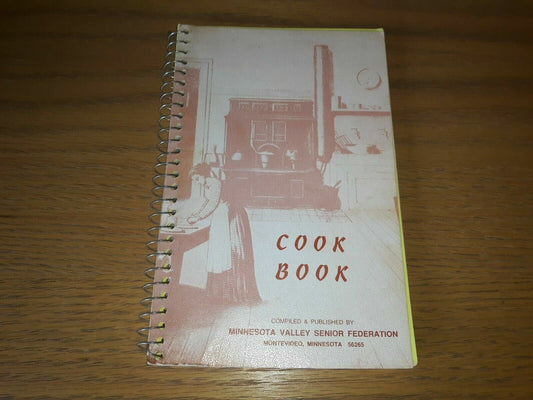 COOK
BOOK
COMPILED & PUBLISHED BY:
MINNESOTA VALLEY SENIOR FEDERATION
MONTEVIDEO, MINNESOTA 56265